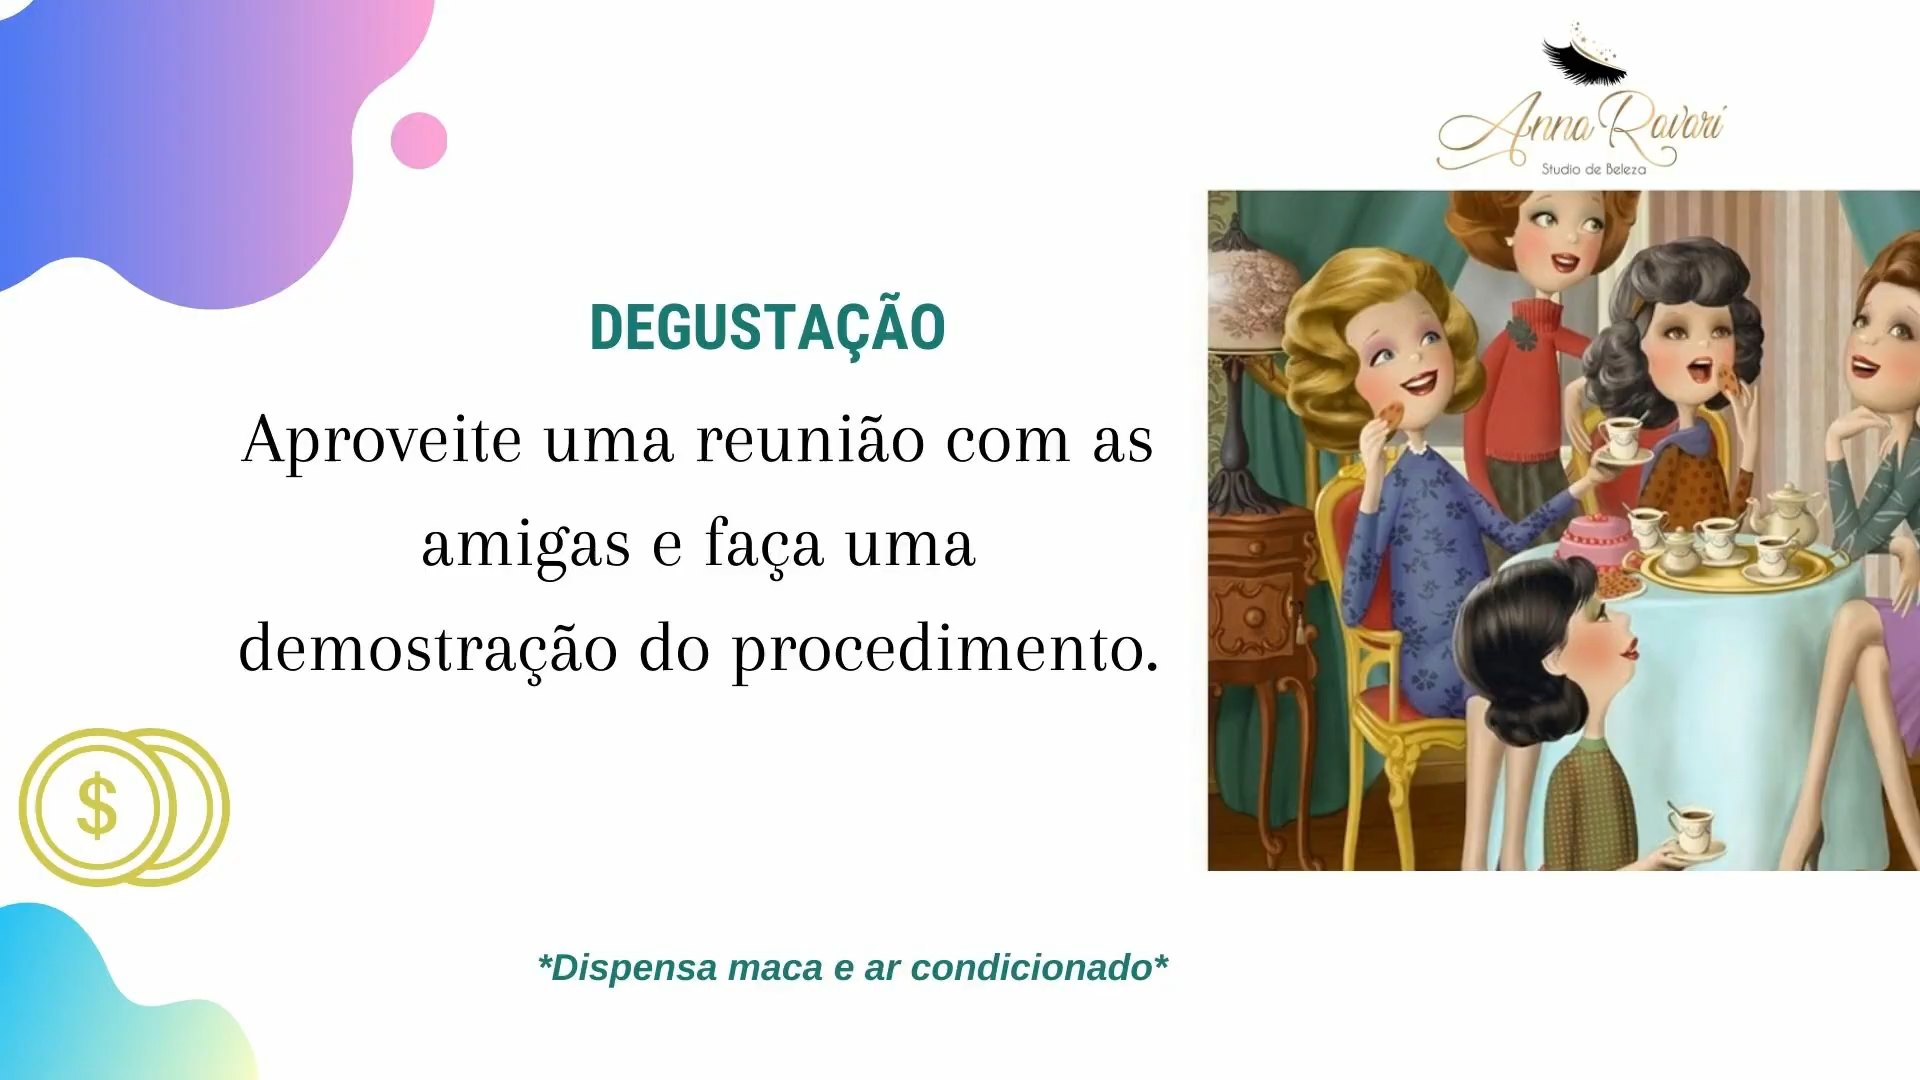 Anna Ravari
Studio de Beleza
DEGUSTAÇÃO
Aproveite uma reunião com as
amigas e faça uma
demostração do procedimento.
$
*Dispensa maca e ar condicionado*